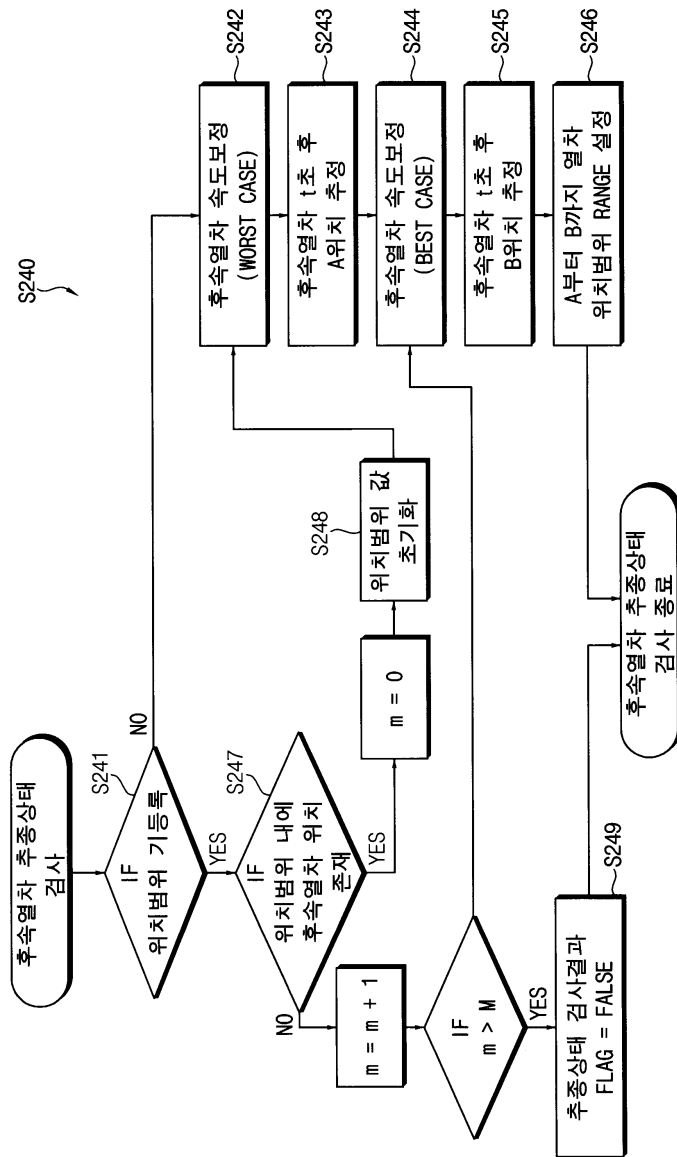 S240
후속열차 추종상태
검사
S241
IF
위치범위 기등록
NO
YES
S247
IF
위치범위 내에
후속열차 위치
존재
NO
YES
m = m + 1
m = 0
S248
위치범위 값
초기화
IF
m > M
YES
S249
추종상태 검사결과
FLAG = FALSE
S242
후속열차 속도보정
(WORST CASE)
S243
후속열차 t초 후
A위치 추정
S244
후속열차 속도보정
(BEST CASE)
S245
후속열차 t초 후
B위치 추정
S246
A부터 B까지 열차
위치범위 RANGE 설정
후속열차 추종상태
검사 종료